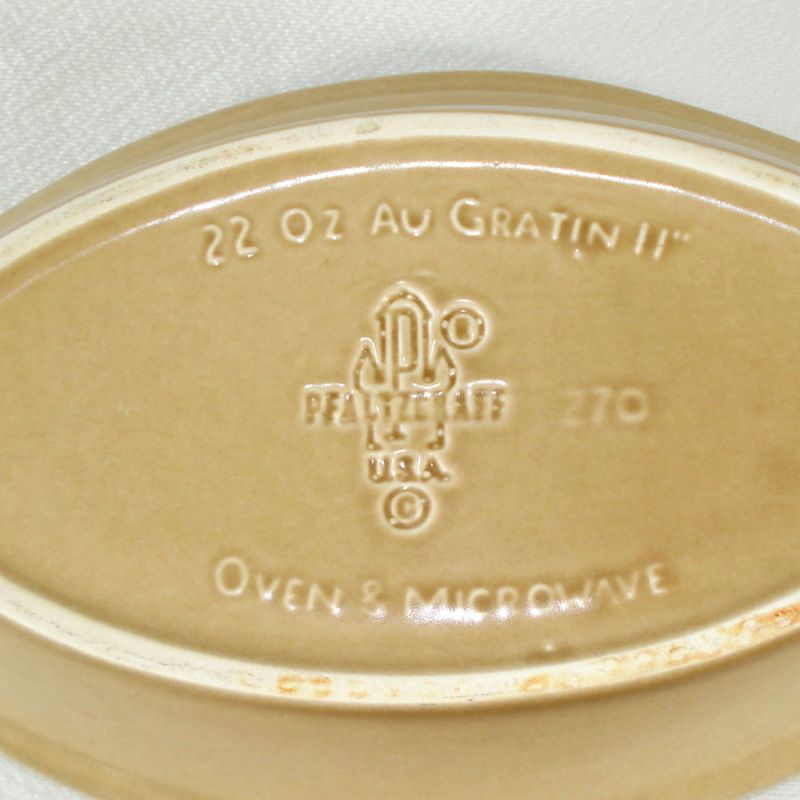 22 OZ AU GRATIN 11"
P ®
PFALTZGRAFF 270
U.S.A.
©
OVEN & MICROWAVE